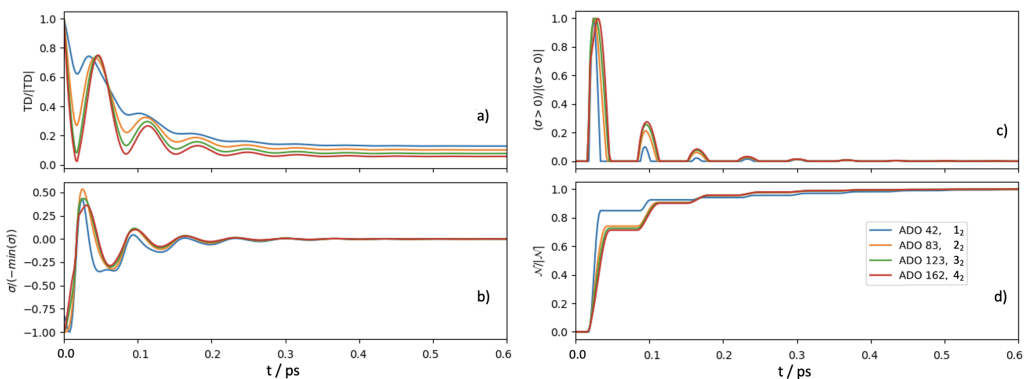 1.0
0.8
0.6
0.4
0.2
0.0
TD/|TD|
a)
0.50
0.25
0.00
-0.25
-0.50
-0.75
-1.00
σ/(−min(σ))
b)
0.0 0.1 0.2 0.3 0.4 0.5 0.6
t / ps
1.0
0.8
0.6
0.4
0.2
0.0
(σ > 0)/|(σ > 0)|
c)
1.0
0.8
0.6
0.4
0.2
0.0
𝒩/|𝒩|
ADO 42, 1₂
ADO 83, 2₂
ADO 123, 3₂
ADO 162, 4₂
d)
0.0 0.1 0.2 0.3 0.4 0.5 0.6
t / ps